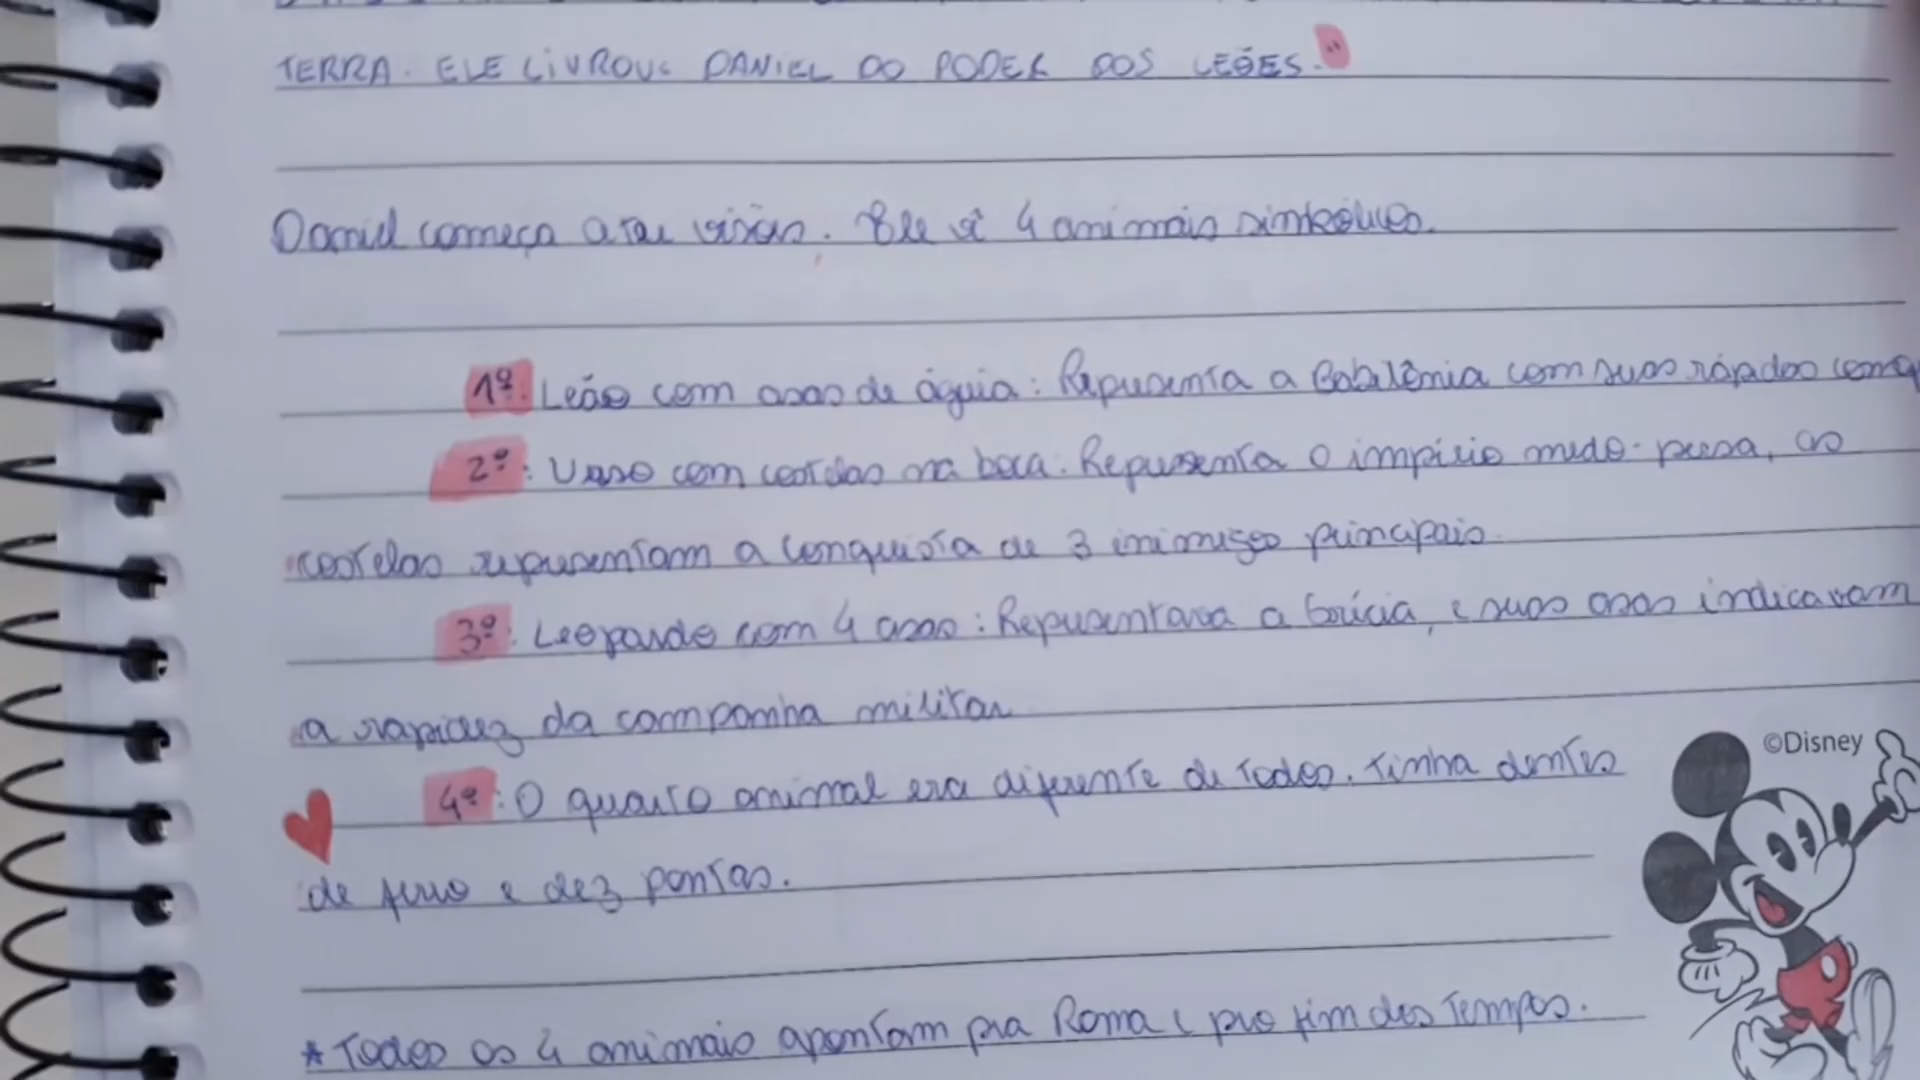 TERRA. ELE LIVROU DANIEL DO PODER DOS LEÕES."
Daniel começa a ter visões. Ele vê 4 animais simbólicos.
1º: Leão com asas de águia: Representa a Babilônia com suas rápidas conq
2º: Urso com costelas na boca: Representa o império medo-persa, as
costelas representam a conquista de 3 inimigos principais.
3º: Leopardo com 4 asas: Representava a Grécia, e suas asas indicavam
a rapidez da campanha militar
4º: O quarto animal era diferente de todos. Tinha dentes
de ferro e dez pontas.
©Disney
* Todos os 4 animais apontam pra Roma e pro fim dos tempos.